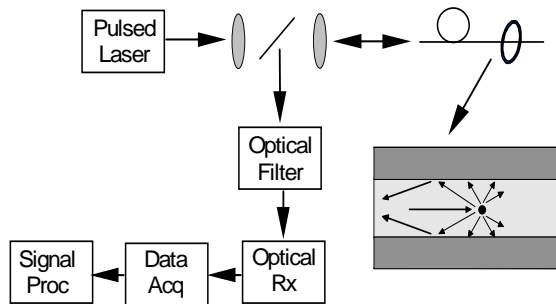 Pulsed
Laser
Optical
Filter
Optical
Rx
Data
Acq
Signal
Proc